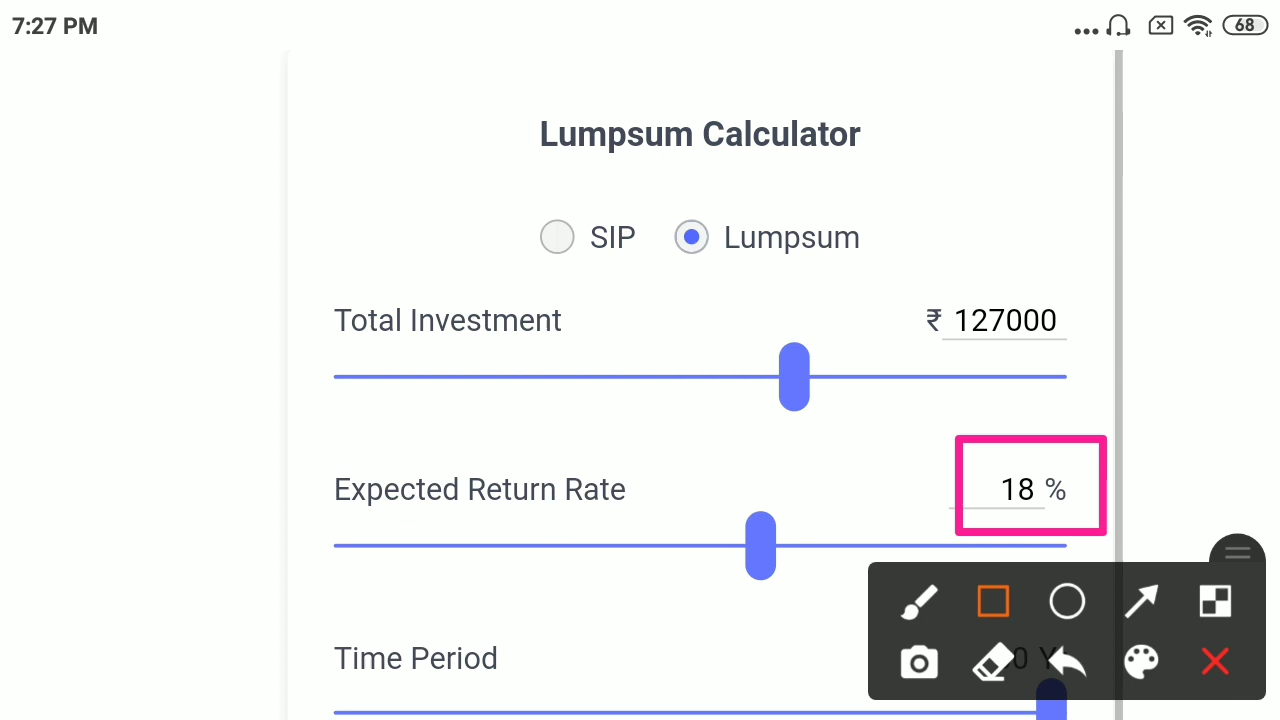 7:27 PM
68
Lumpsum Calculator
SIP Lumpsum
Total Investment ₹ 127000
Expected Return Rate 18 %
Time Period